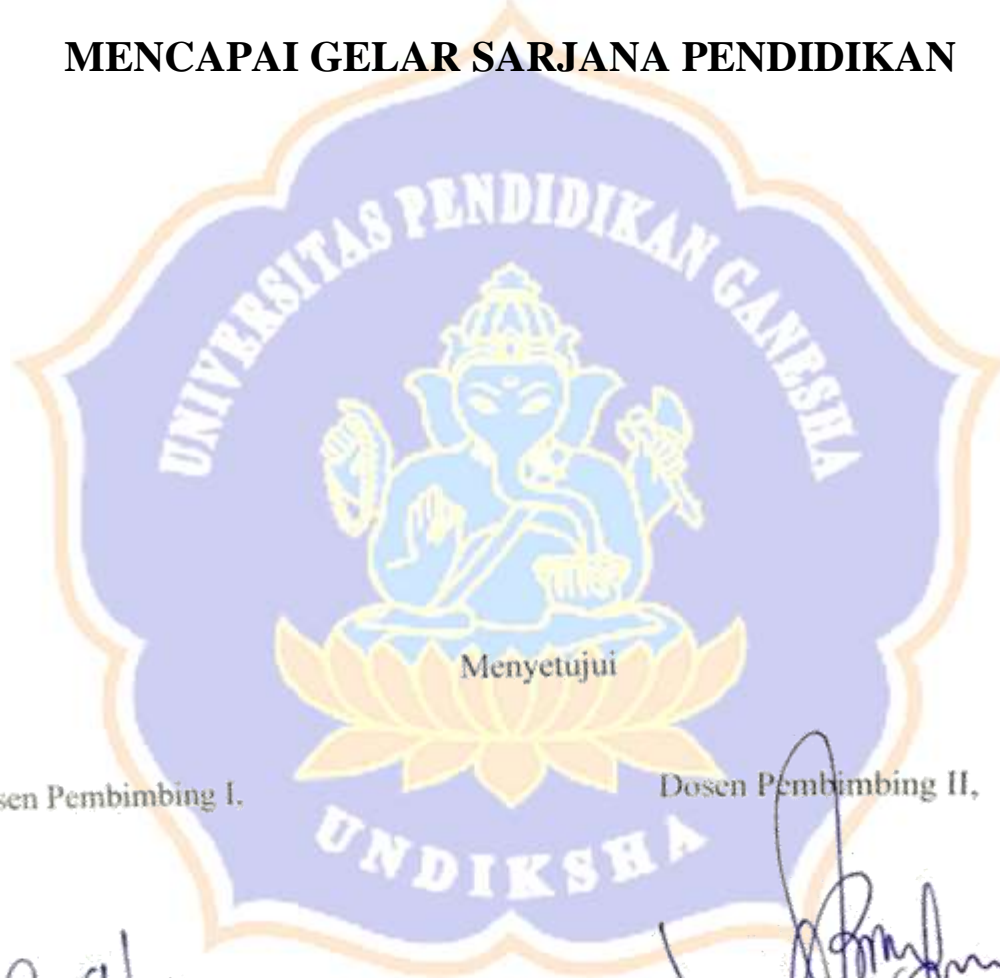 MENCAPAI GELAR SARJANA PENDIDIKAN
UNIVERSITAS PENDIDIKAN GANESHA
Menyetujui
sen Pembimbing I,
Dosen Pembimbing II,
UNDIKSHA